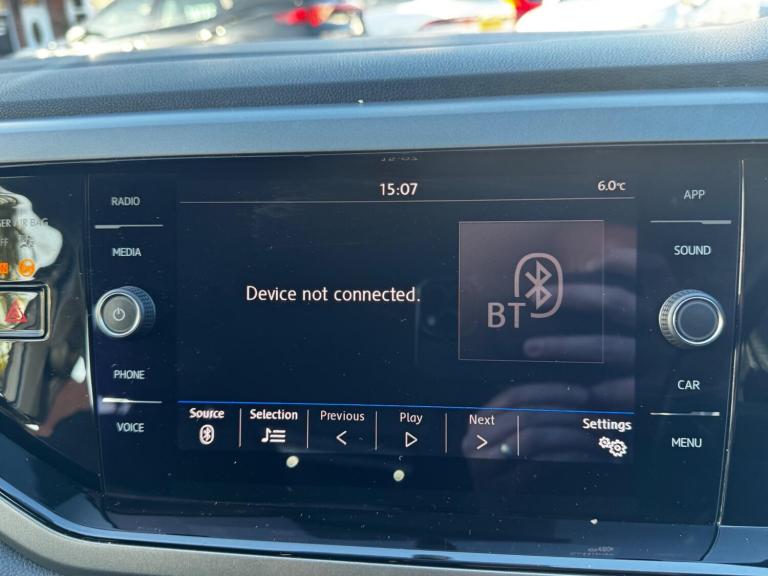 15:07
6.0°C
RADIO
APP
MEDIA
SOUND
Device not connected.
BT
PHONE
CAR
VOICE
MENU
Source
Selection
Previous
Play
Next
Settings